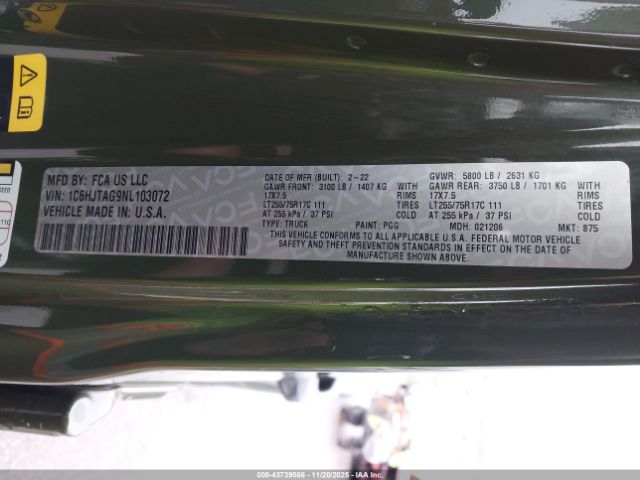 MFD BY: FCA US LLC
VIN: 1C6HJTAG9NL103072
VEHICLE MADE IN U.S.A.
DATE OF MFR (BUILT): 2-22 GVWR: 5800 LB / 2631 KG
GAWR FRONT: 3100 LB / 1407 KG WITH GAWR REAR: 3750 LB / 1701 KG WITH
17X7.5 RIMS 17X7.5 RIMS
LT255/75R17C 111 TIRES LT255/75R17C 111 TIRES
AT 255 kPa / 37 PSI COLD AT 255 kPa / 37 PSI COLD
TYPE: TRUCK PAINT: PGG MDH: 021206 MKT: 875
THIS VEHICLE CONFORMS TO ALL APPLICABLE U.S.A. FEDERAL MOTOR VEHICLE
SAFETY AND THEFT PREVENTION STANDARDS IN EFFECT ON THE DATE OF
MANUFACTURE SHOWN ABOVE.
© IAA - 43739586 - 11/20/2025 - IAAI.COM